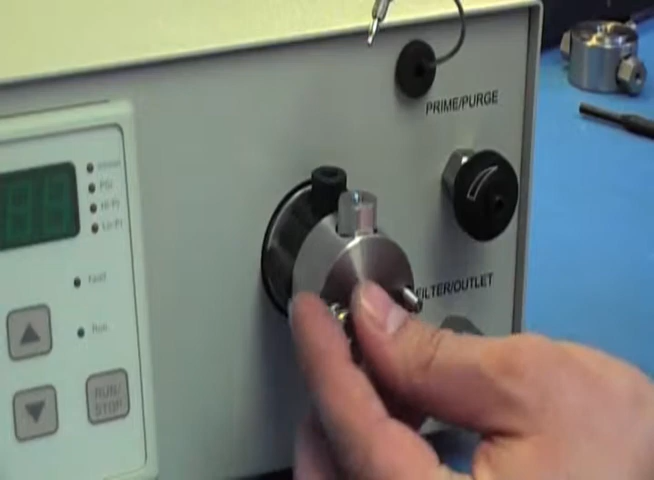 PRIME/PURGE
PSI
Hi-Pr
Lo-Pr
FILTER/OUTLET
Fault
Run
RUN/
STOP